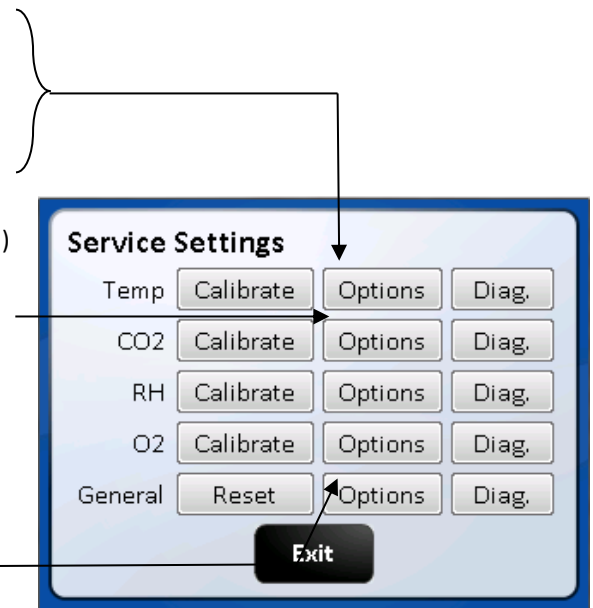 )
Service Settings
Temp Calibrate Options Diag.
CO2 Calibrate Options Diag.
RH Calibrate Options Diag.
O2 Calibrate Options Diag.
General Reset Options Diag.
Exit